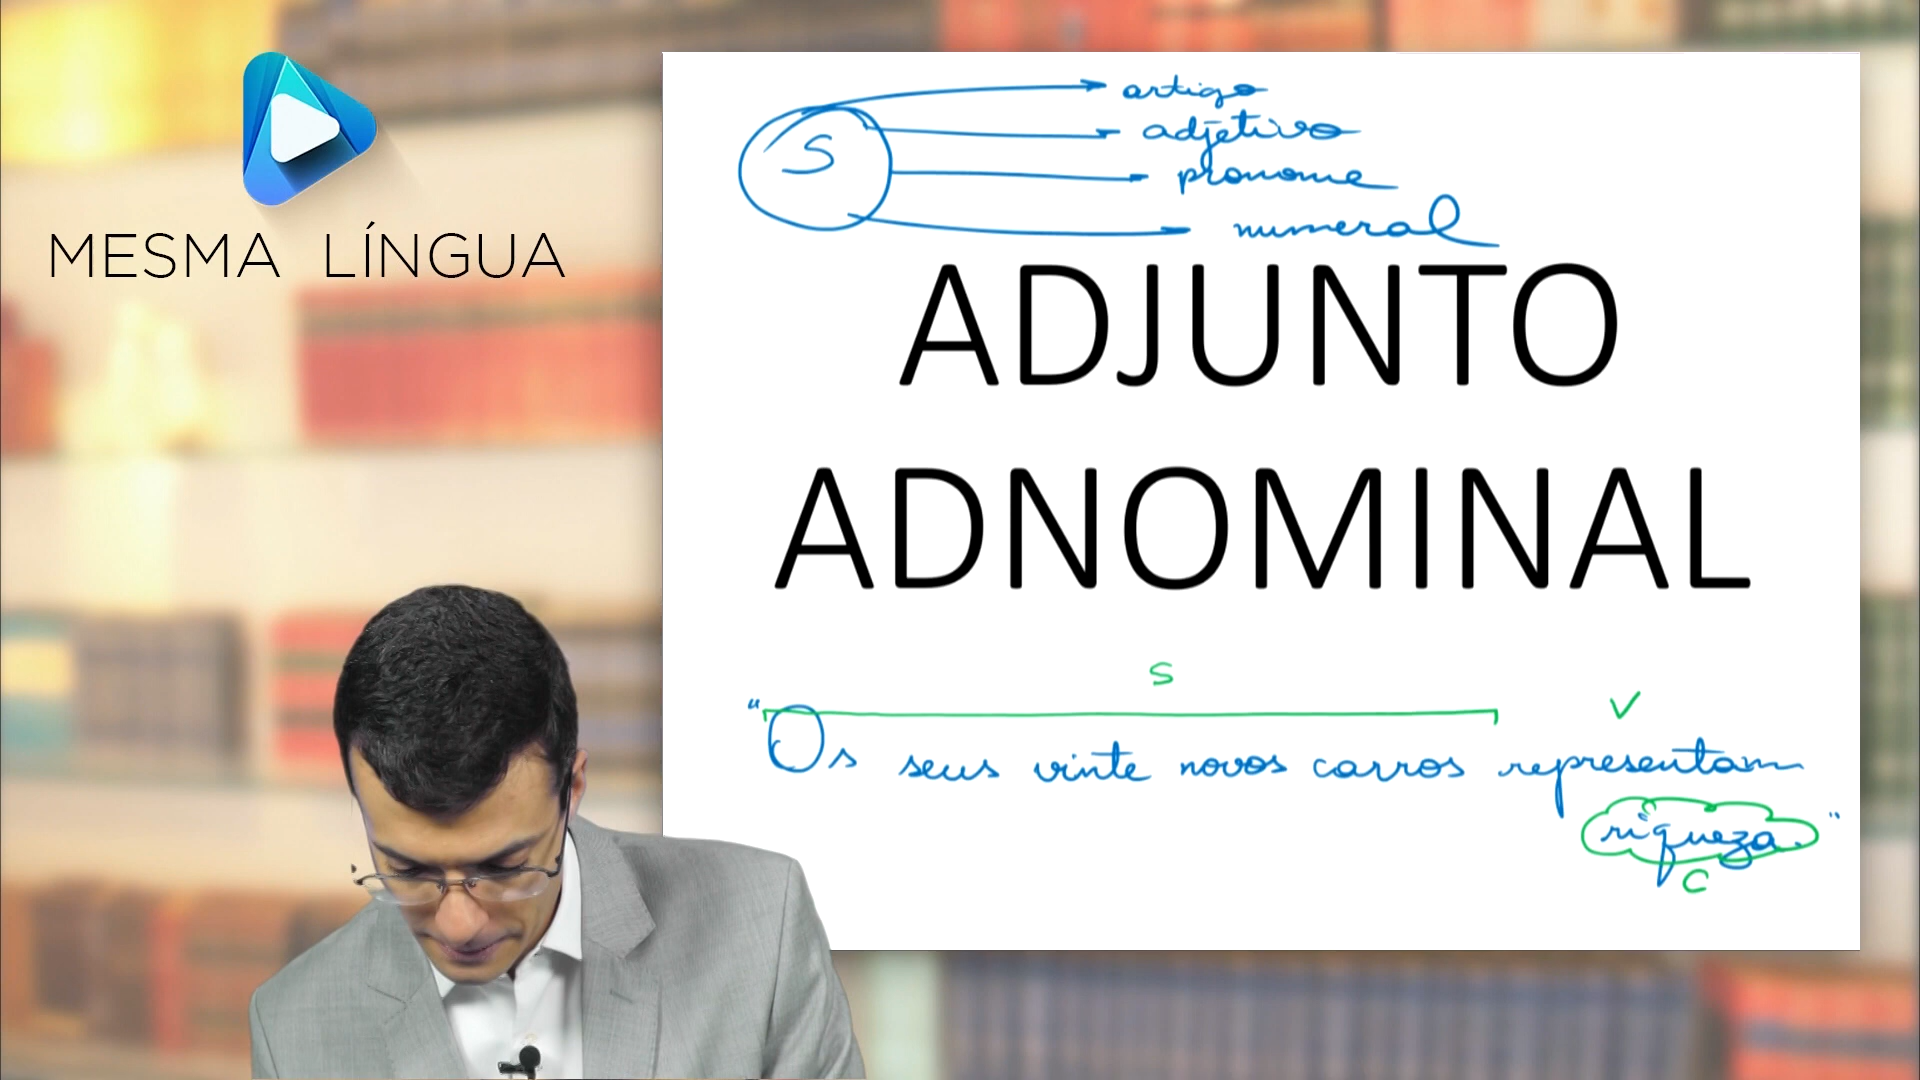 MESMA LÍNGUA
S
artigo
adjetivo
pronome
numeral
ADJUNTO
ADNOMINAL
S
V
"Os seus vinte novos carros representam
riqueza."
C